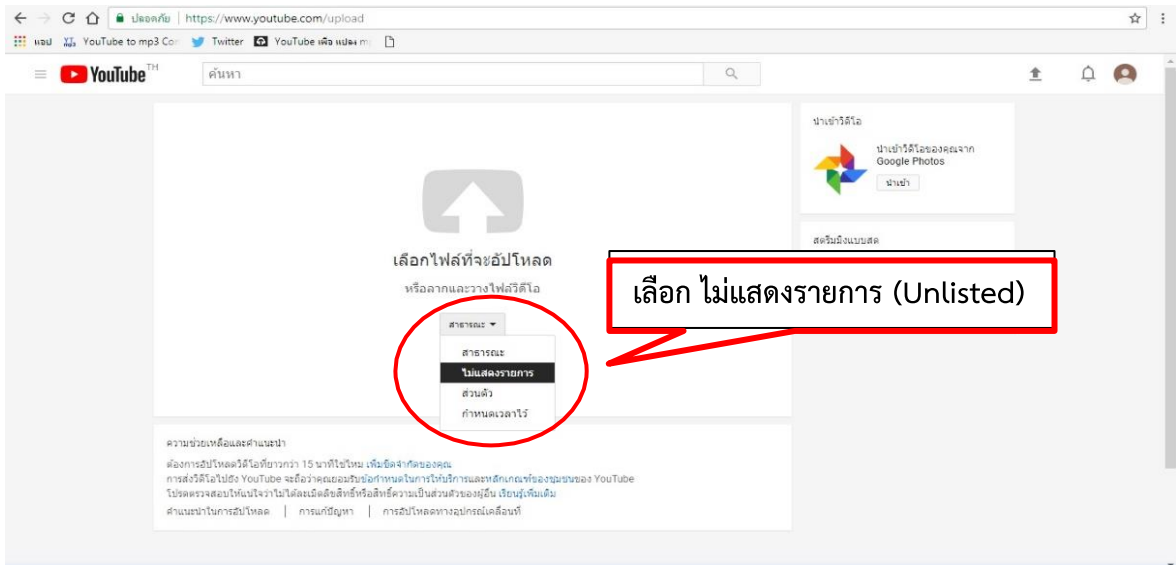 ปลอดภัย | https://www.youtube.com/upload
แอป YouTube to mp3 Con Twitter YouTube เพื่อ แปลง m
YouTube TH
ค้นหา
นำเข้าวิดีโอ
นำเข้าวิดีโอของคุณจาก
Google Photos
นำเข้า
สตรีมมิงแบบสด
เลือกไฟล์ที่จะอัปโหลด
หรือลากและวางไฟล์วิดีโอ
เลือก ไม่แสดงรายการ (Unlisted)
สาธารณะ
สาธารณะ
ไม่แสดงรายการ
ส่วนตัว
กำหนดเวลาไว้
ความช่วยเหลือและคำแนะนำ
ต้องการอัปโหลดวิดีโอที่ยาวกว่า 15 นาทีใช่ไหม เพิ่มขีดจำกัดของคุณ
การส่งวิดีโอไปยัง YouTube จะถือว่าคุณยอมรับข้อกำหนดในการให้บริการและหลักเกณฑ์ของชุมชนของ YouTube
โปรดตรวจสอบให้แน่ใจว่าไม่ได้ละเมิดลิขสิทธิ์หรือสิทธิ์ความเป็นส่วนตัวของผู้อื่น เรียนรู้เพิ่มเติม
คำแนะนำในการอัปโหลด | การแก้ปัญหา | การอัปโหลดทางอุปกรณ์เคลื่อนที่